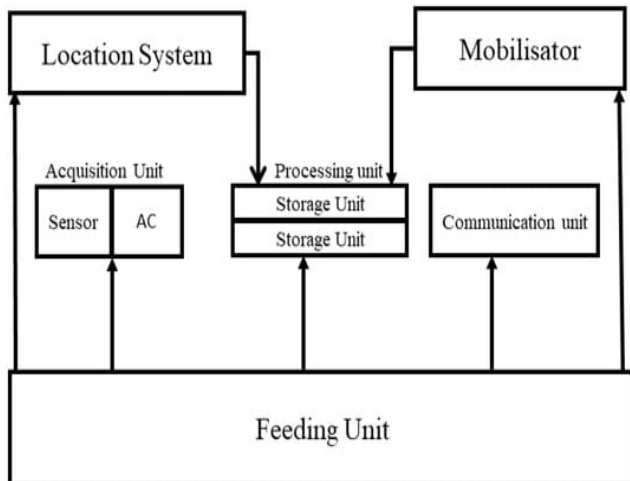 Location System
Mobilisator
Acquisition Unit
Processing unit
Sensor
AC
Storage Unit
Storage Unit
Communication unit
Feeding Unit